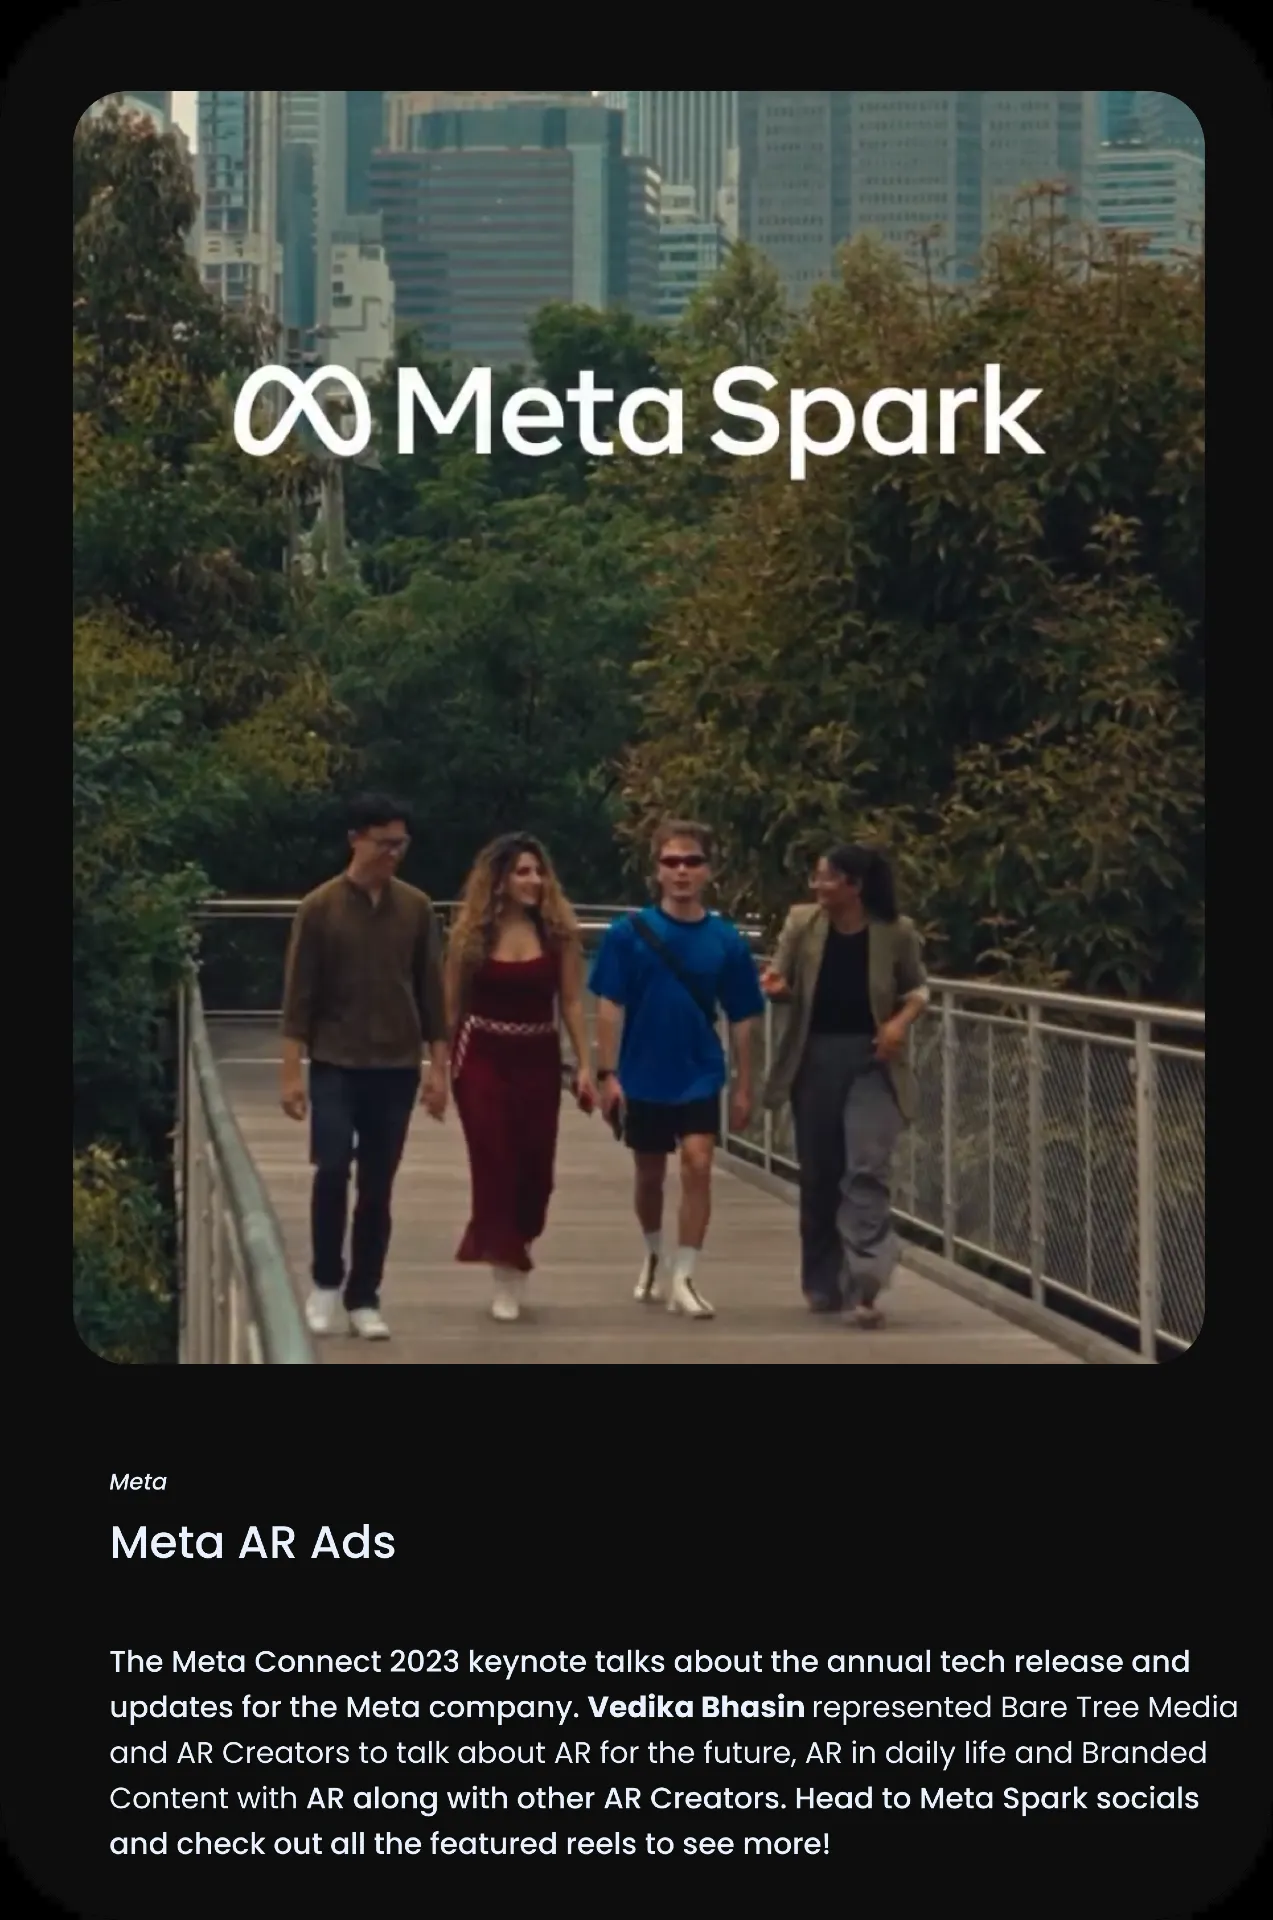 Meta Spark
Meta
Meta AR Ads
The Meta Connect 2023 keynote talks about the annual tech release and
updates for the Meta company. Vedika Bhasin represented Bare Tree Media
and AR Creators to talk about AR for the future, AR in daily life and Branded
Content with AR along with other AR Creators. Head to Meta Spark socials
and check out all the featured reels to see more!